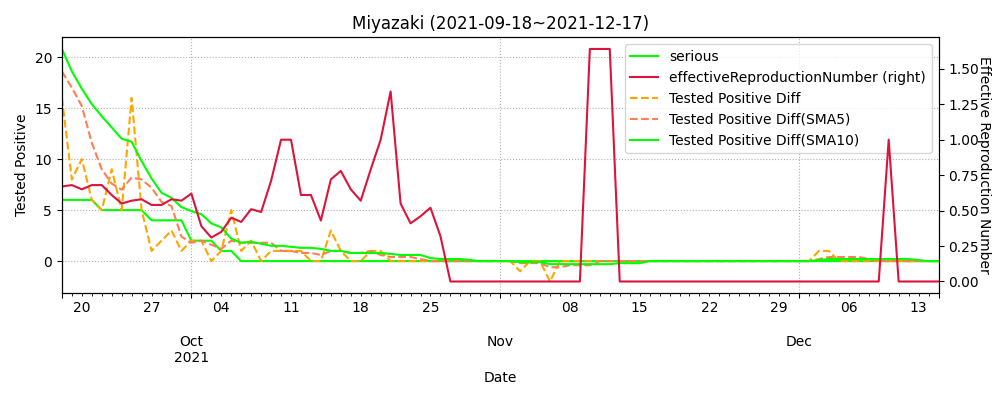 Miyazaki (2021-09-18~2021-12-17)
serious
effectiveReproductionNumber (right)
Tested Positive Diff
Tested Positive Diff(SMA5)
Tested Positive Diff(SMA10)
Tested Positive
20
15
10
5
0
Effective Reproduction Number
1.50
1.25
1.00
0.75
0.50
0.25
0.00
20 27 04 11 18 25 08 15 22 29 06 13
Oct Nov Dec
2021
Date